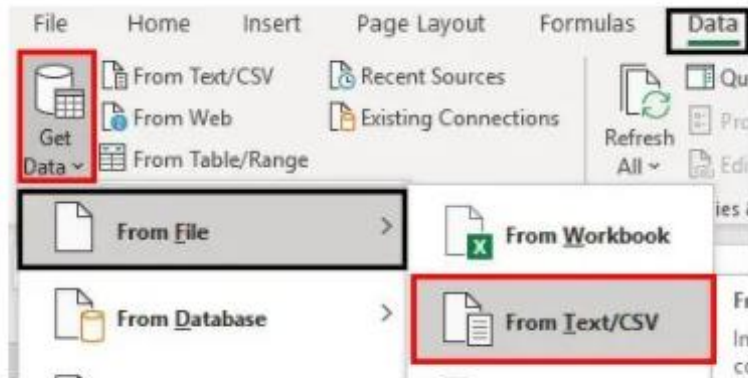 File Home Insert Page Layout Formulas Data
From Text/CSV Recent Sources
From Web Existing Connections
Get Data
From Table/Range
Refresh All
From File
From Workbook
From Database
From Text/CSV